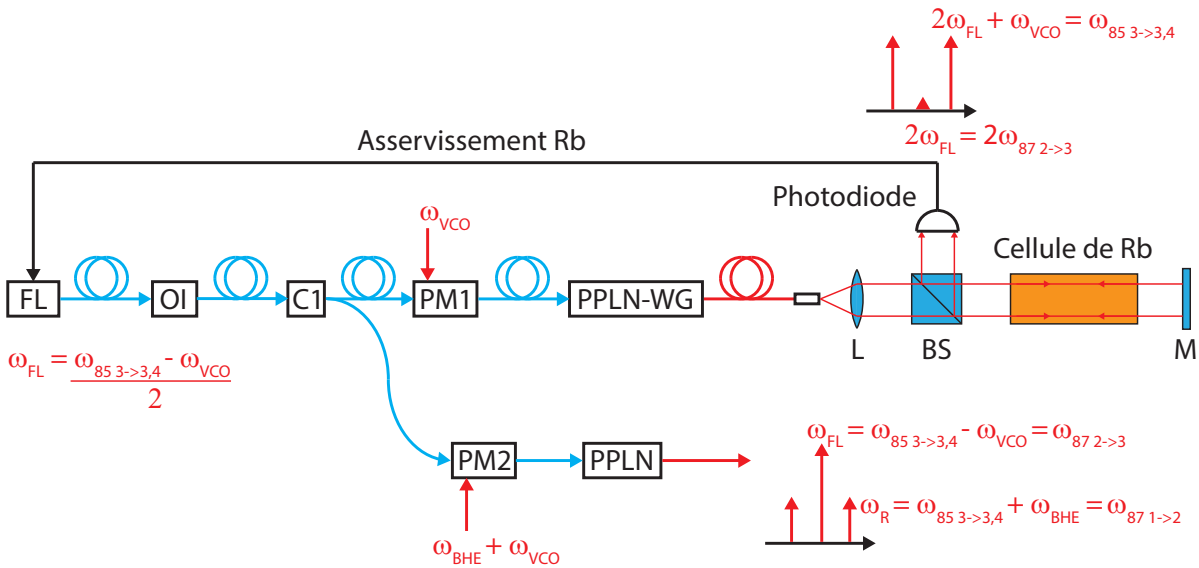 2ω_FL + ω_VCO = ω_85 3->3,4
2ω_FL = 2ω_87 2->3
Asservissement Rb
Photodiode
ω_VCO
Cellule de Rb
FL OI C1 PM1 PPLN-WG
L BS M
ω_FL = ω_85 3->3,4 - ω_VCO
2
ω_FL = ω_85 3->3,4 - ω_VCO = ω_87 2->3
PM2 PPLN
ω_R = ω_85 3->3,4 + ω_BHE = ω_87 1->2
ω_BHE + ω_VCO